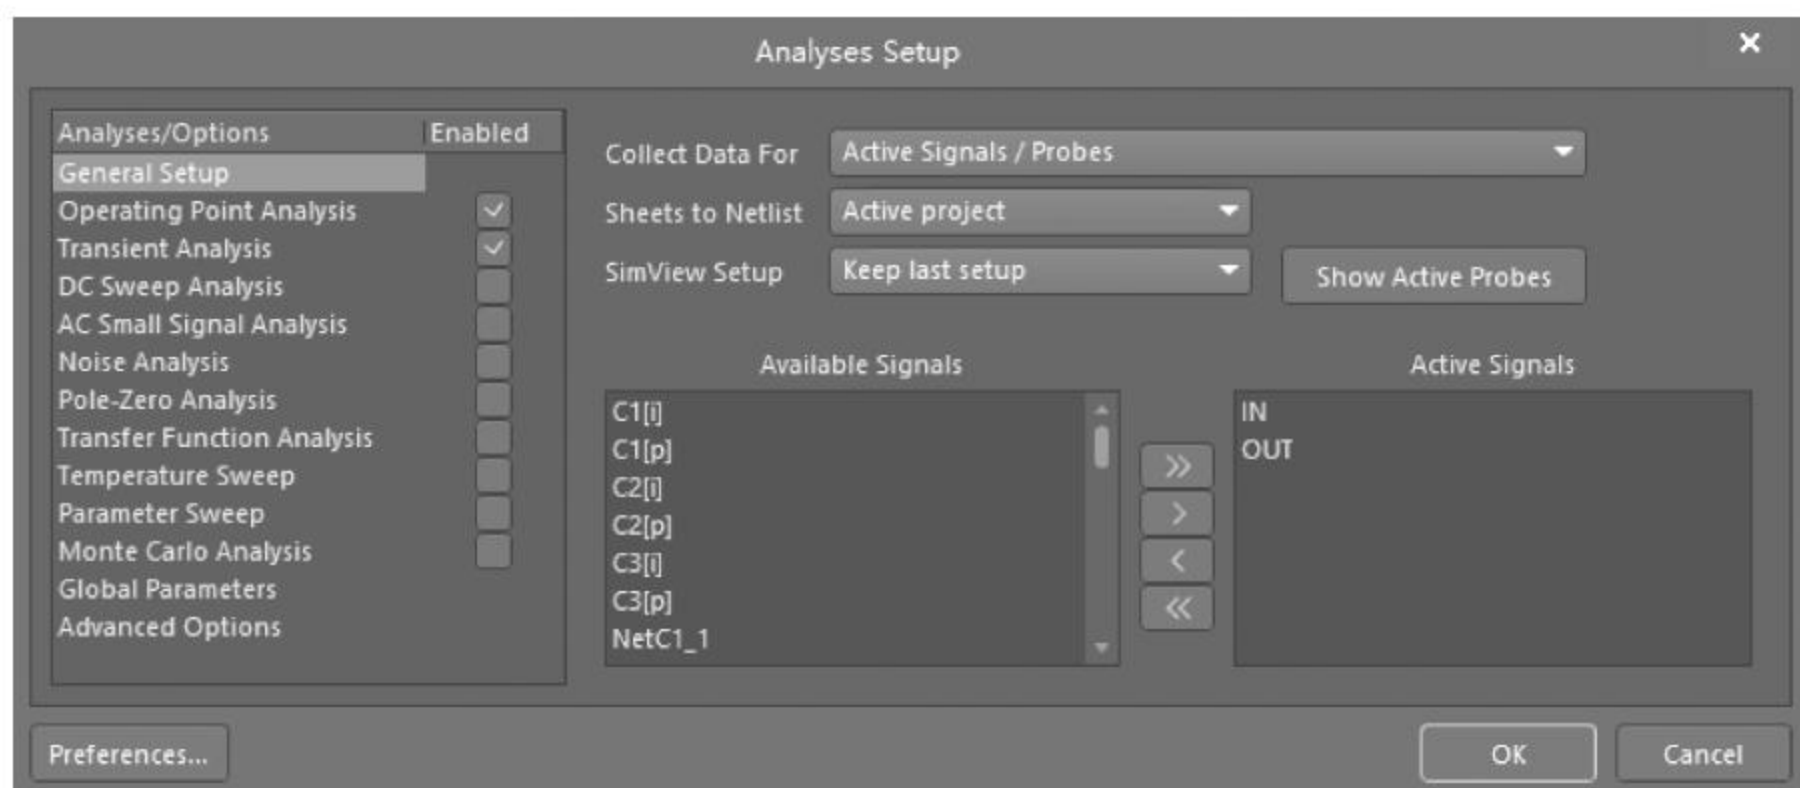 Analyses Setup
Analyses/Options Enabled
General Setup
Operating Point Analysis
Transient Analysis
DC Sweep Analysis
AC Small Signal Analysis
Noise Analysis
Pole-Zero Analysis
Transfer Function Analysis
Temperature Sweep
Parameter Sweep
Monte Carlo Analysis
Global Parameters
Advanced Options
Collect Data For Active Signals / Probes
Sheets to Netlist Active project
SimView Setup Keep last setup Show Active Probes
Available Signals
C1[i]
C1[p]
C2[i]
C2[p]
C3[i]
C3[p]
NetC1_1
>>
>
<
<<
Active Signals
IN
OUT
Preferences... OK Cancel